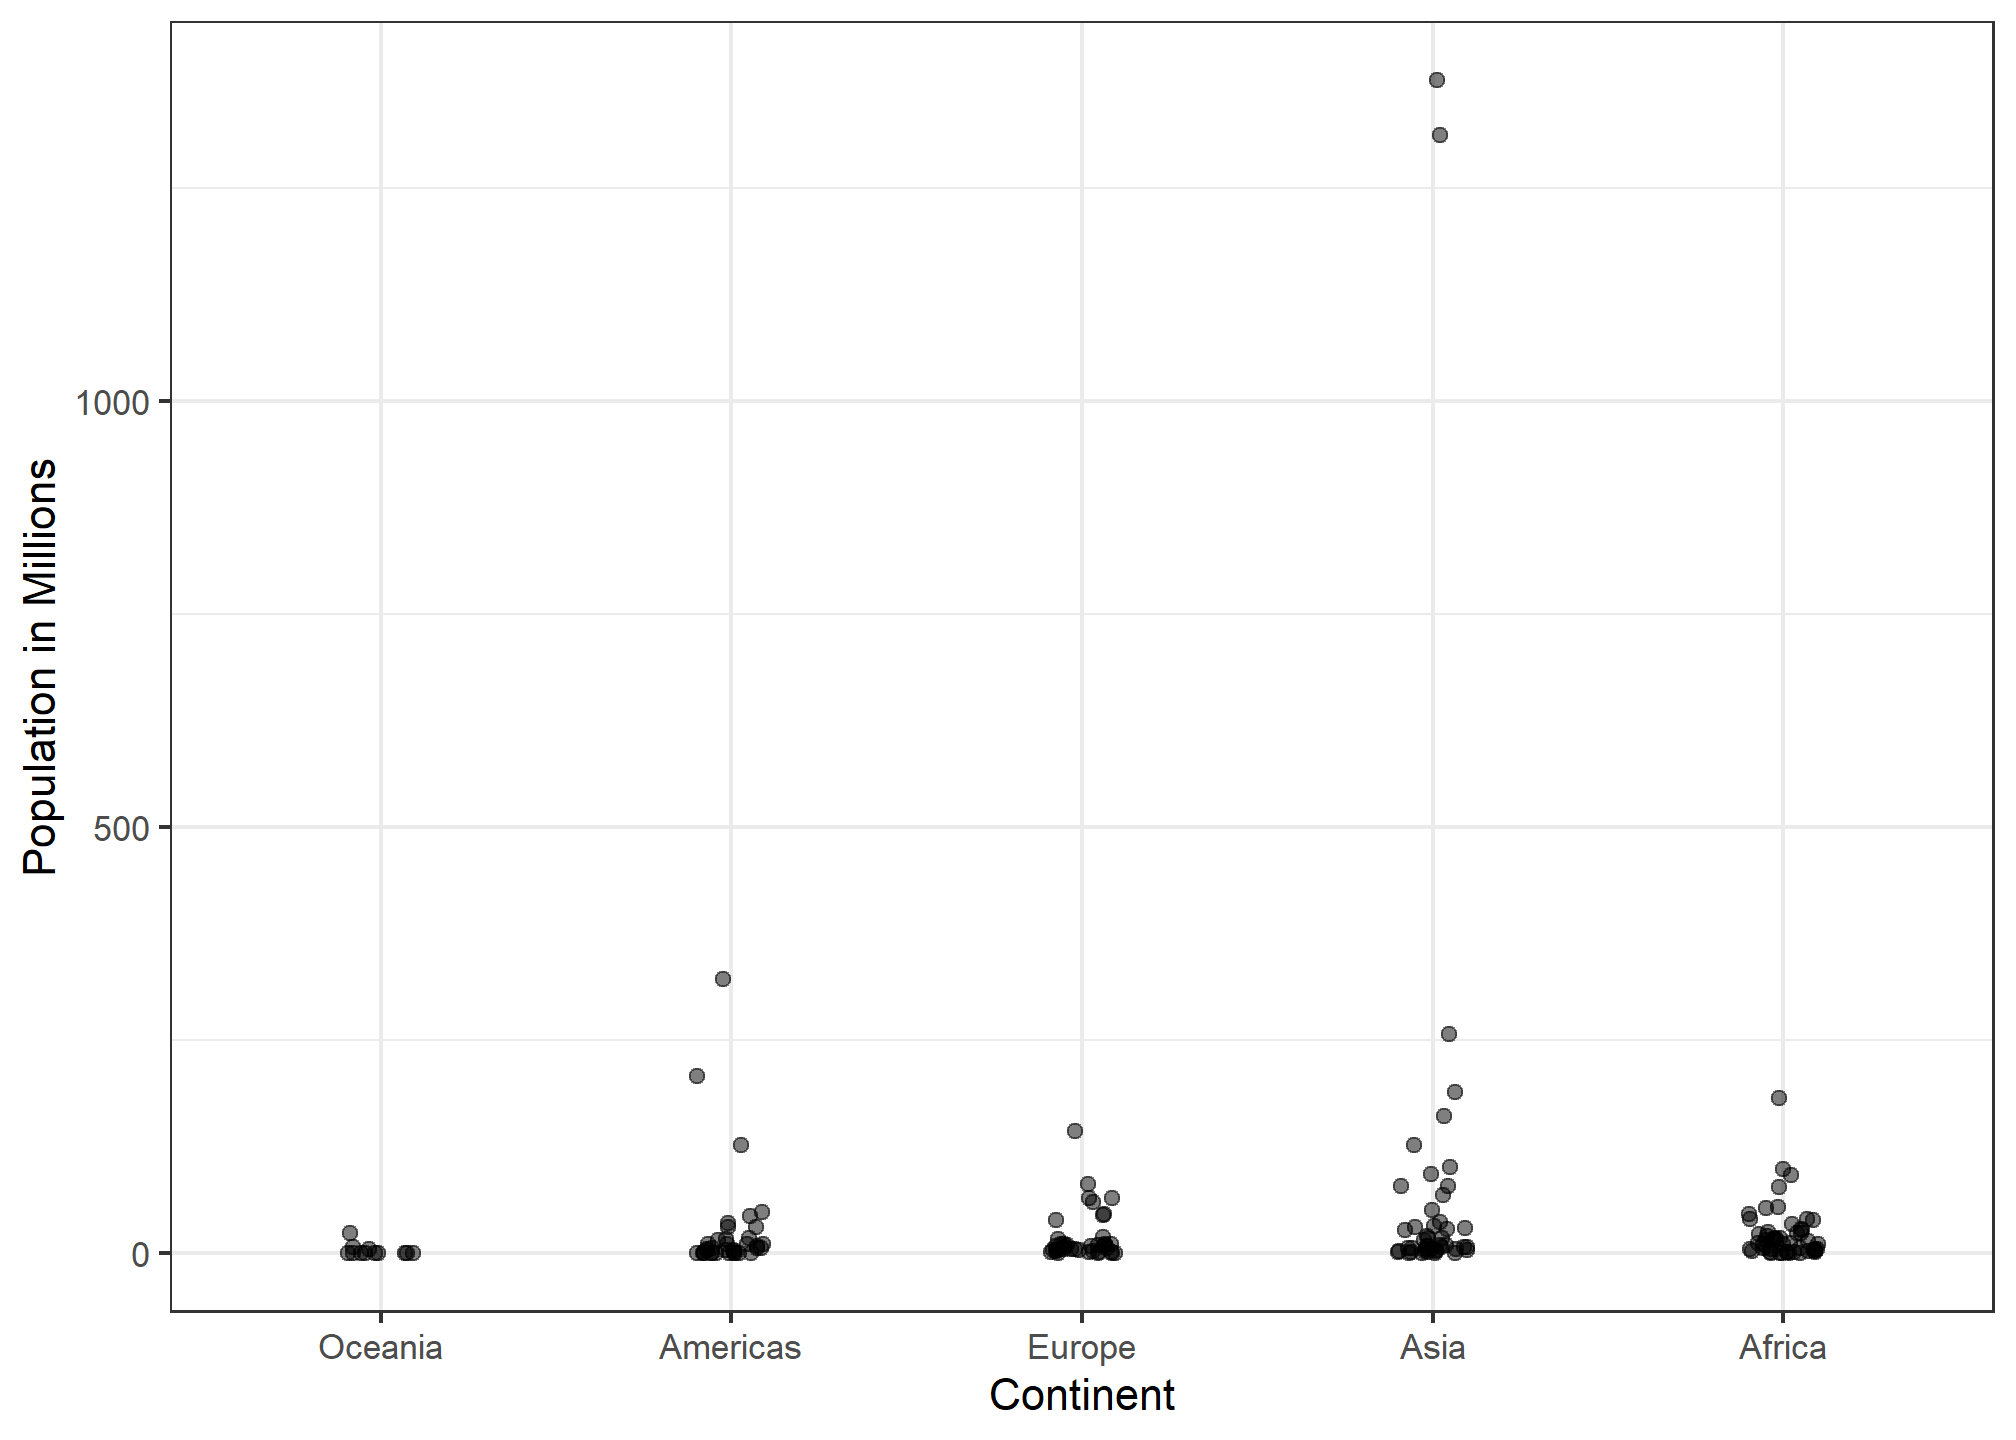 Population in Millions
1000
500
0
Oceania Americas Europe Asia Africa
Continent